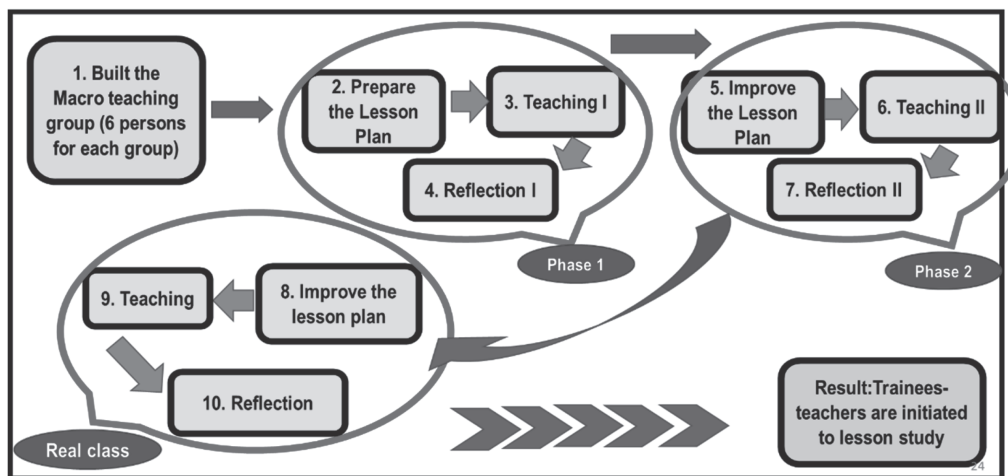 1. Built the
Macro teaching
group (6 persons
for each group)
2. Prepare
the Lesson
Plan
3. Teaching I
4. Reflection I
Phase 1
5. Improve
the Lesson
Plan
6. Teaching II
7. Reflection II
Phase 2
8. Improve the
lesson plan
9. Teaching
10. Reflection
Real class
Result:Trainees-
teachers are initiated
to lesson study
24